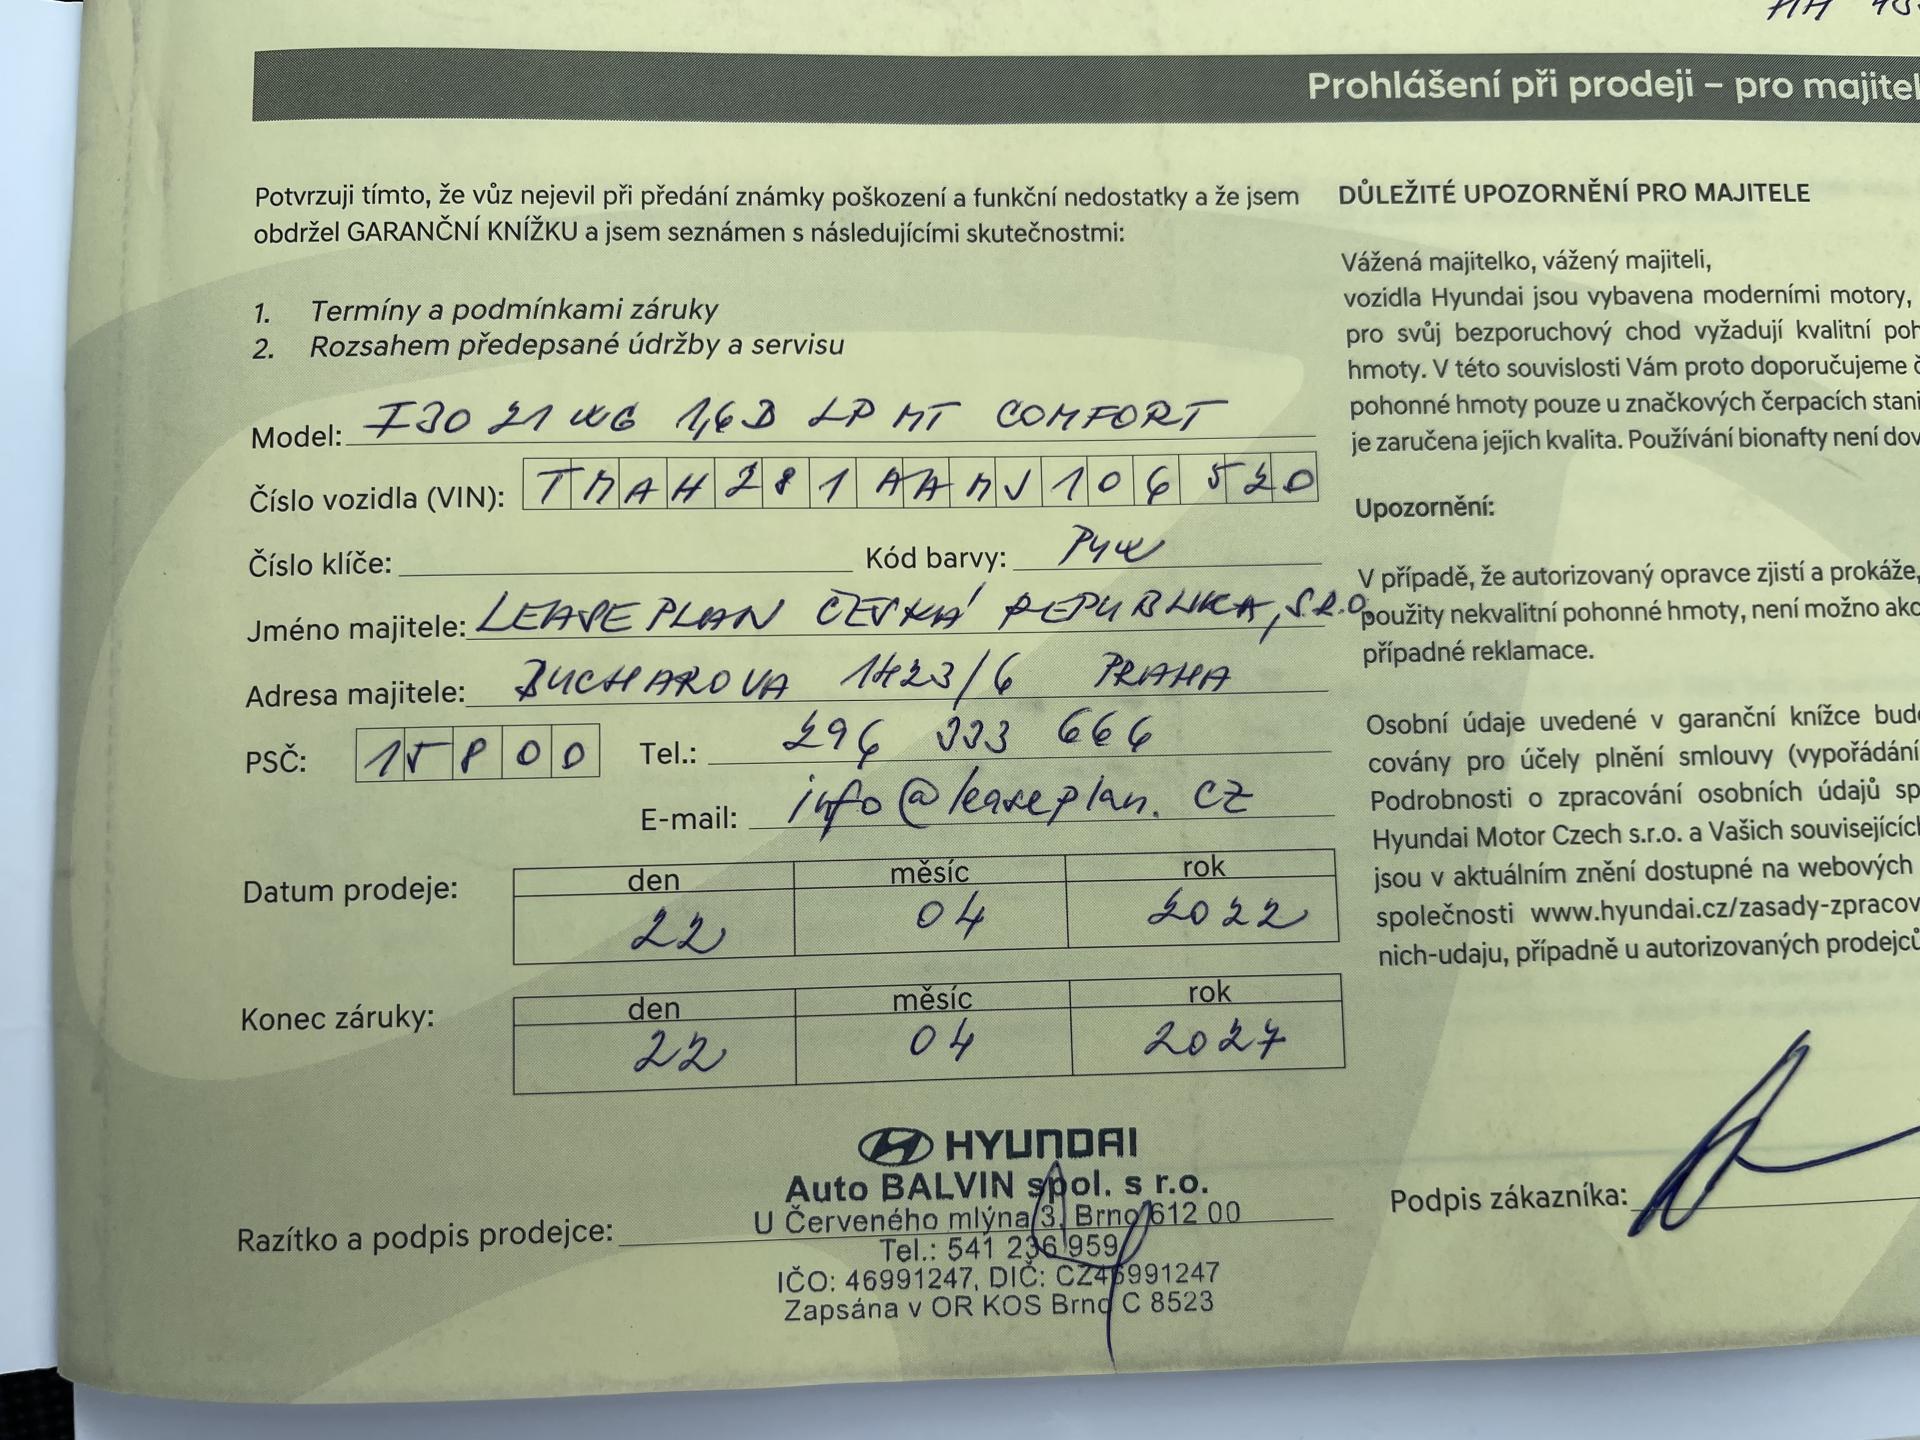 Prohlášení při prodeji – pro majitel
Potvrzuji tímto, že vůz nejevil při předání známky poškození a funkční nedostatky a že jsem
obdržel GARANČNÍ KNÍŽKU a jsem seznámen s následujícími skutečnostmi:
1. Termíny a podmínkami záruky
2. Rozsahem předepsané údržby a servisu
Model: I30 21 WG 1,6D LP MT COMFORT
Číslo vozidla (VIN): TMAH281AAMJ106520
Číslo klíče: Kód barvy: PYW
Jméno majitele: LEASEPLAN ČESKÁ REPUBLIKA, S.R.O.
Adresa majitele: BUCHAROVA 1423/6 PRAHA
PSČ: 15800 Tel.: 296 333 666
E-mail: info@leaseplan.cz
Datum prodeje: den měsíc rok
22 04 2022
Konec záruky: den měsíc rok
22 04 2027
HYUNDAI
Auto BALVIN spol. s r.o.
U Červeného mlýna 3, Brno 612 00
Razítko a podpis prodejce:
Tel.: 541 236 959
IČO: 46991247, DIČ: CZ46991247
Zapsána v OR KOS Brno C 8523
DŮLEŽITÉ UPOZORNĚNÍ PRO MAJITELE
Vážená majitelko, vážený majiteli,
vozidla Hyundai jsou vybavena moderními motory,
pro svůj bezporuchový chod vyžadují kvalitní poh
hmoty. V této souvislosti Vám proto doporučujeme č
pohonné hmoty pouze u značkových čerpacích stani
je zaručena jejich kvalita. Používání bionafty není dov
Upozornění:
V případě, že autorizovaný opravce zjistí a prokáže,
použity nekvalitní pohonné hmoty, není možno akc
případné reklamace.
Osobní údaje uvedené v garanční knížce bud
covány pro účely plnění smlouvy (vypořádání
Podrobnosti o zpracování osobních údajů sp
Hyundai Motor Czech s.r.o. a Vašich souvisejících
jsou v aktuálním znění dostupné na webových
společnosti www.hyundai.cz/zasady-zpracov
nich-udaju, případně u autorizovaných prodejců
Podpis zákazníka: